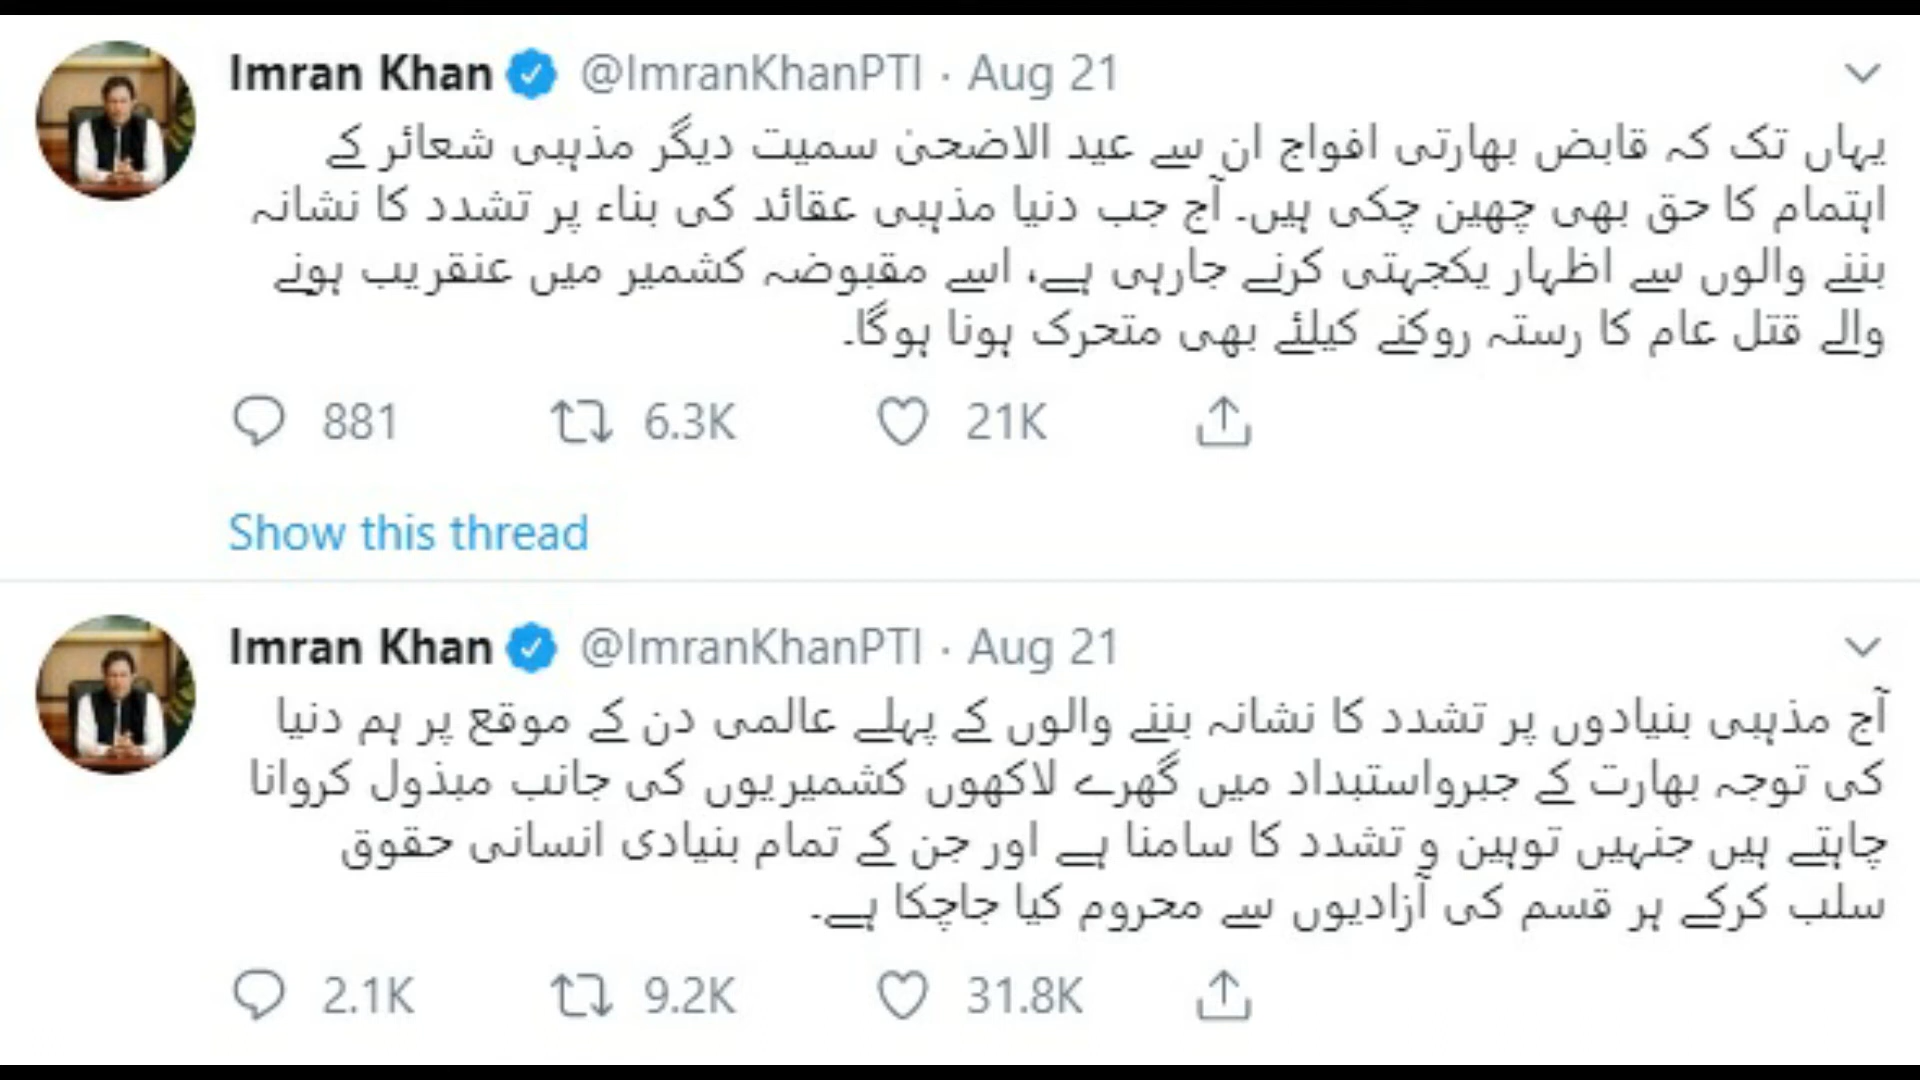 Imran Khan @ImranKhanPTI · Aug 21
یہاں تک کہ قابض بھارتی افواج ان سے عید الاضحیٰ سمیت دیگر مذہبی شعائر کے
اہتمام کا حق بھی چھین چکی ہیں۔ آج جب دنیا مذہبی عقائد کی بناء پر تشدد کا نشانہ
بننے والوں سے اظہار یکجہتی کرنے جارہی ہے، اسے مقبوضہ کشمیر میں عنقریب ہونے
والے قتل عام کا رستہ روکنے کیلئے بھی متحرک ہونا ہوگا۔
881 6.3K 21K
Show this thread
Imran Khan @ImranKhanPTI · Aug 21
آج مذہبی بنیادوں پر تشدد کا نشانہ بننے والوں کے پہلے عالمی دن کے موقع پر ہم دنیا
کی توجہ بھارت کے جبرواستبداد میں گھرے لاکھوں کشمیریوں کی جانب مبذول کروانا
چاہتے ہیں جنہیں توہین و تشدد کا سامنا ہے اور جن کے تمام بنیادی انسانی حقوق
سلب کرکے ہر قسم کی آزادیوں سے محروم کیا جاچکا ہے۔
2.1K 9.2K 31.8K